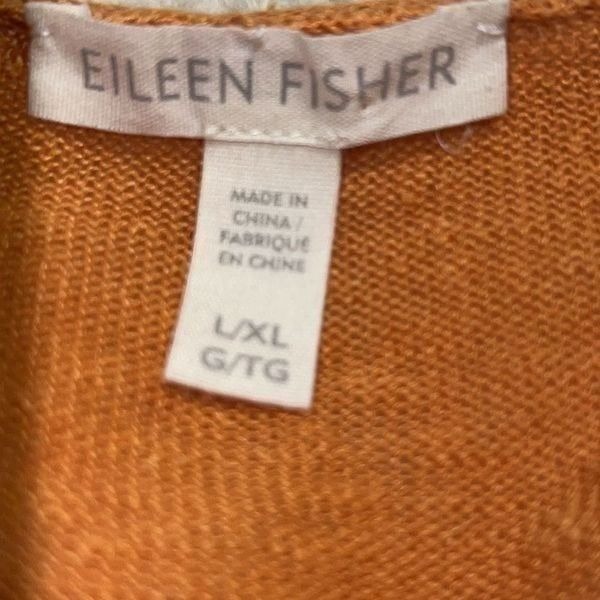 EILEEN FISHER
MADE IN
CHINA /
FABRIQUÉ
EN CHINE
L/XL
G/TG